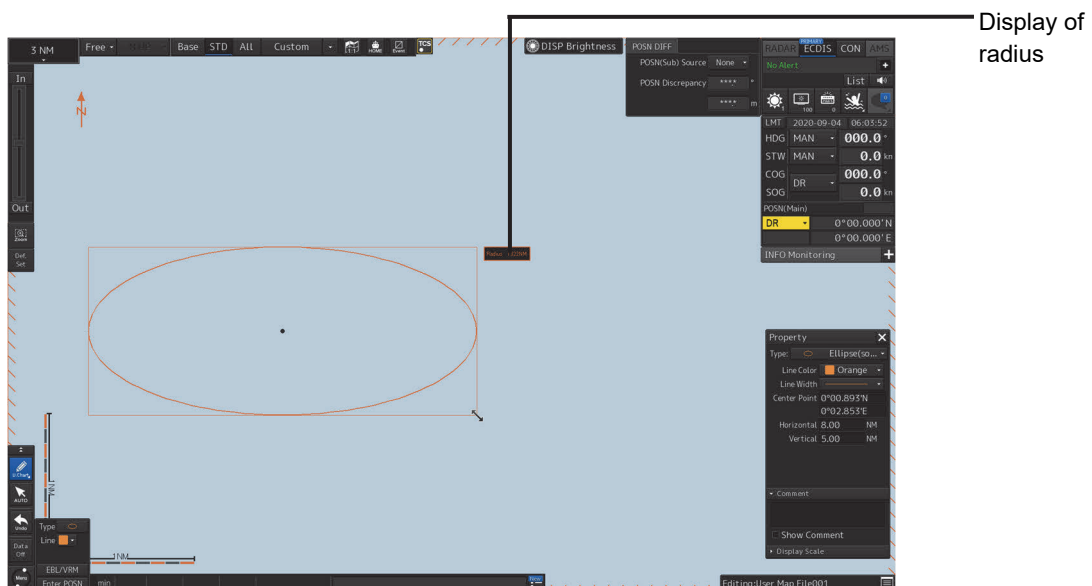 Display of
radius
3 NM
Free
Base STD All Custom
L:T:T
HOME
Event
TCS
DISP Brightness
POSN DIFF
POSN(Sub) Source None
POSN Discrepancy **** °
**** m
RADAR ECDIS CON AMS
PRIMARY
No Alert
List
1 100 0
LMT 2020-09-04 06:03:52
HDG MAN 000.0 °
STW MAN 0.0 kn
COG 000.0 °
DR
SOG 0.0 kn
POSN(Main)
DR 0°00.000'N
0°00.000'E
INFO Monitoring
In
N
Out
Zoom
Def.
Set
Property
Type: Ellipse(so...
Line Color Orange
Line Width
Center Point 0°00.893'N
0°02.853'E
Horizontal 8.00 NM
Vertical 5.00 NM
Comment
Show Comment
Display Scale
1NM
AUTO
Undo
Data
Off
Menu
Type
Line
1NM
EBL/VRM
Enter POSN
min
New
Editing:User Map File001